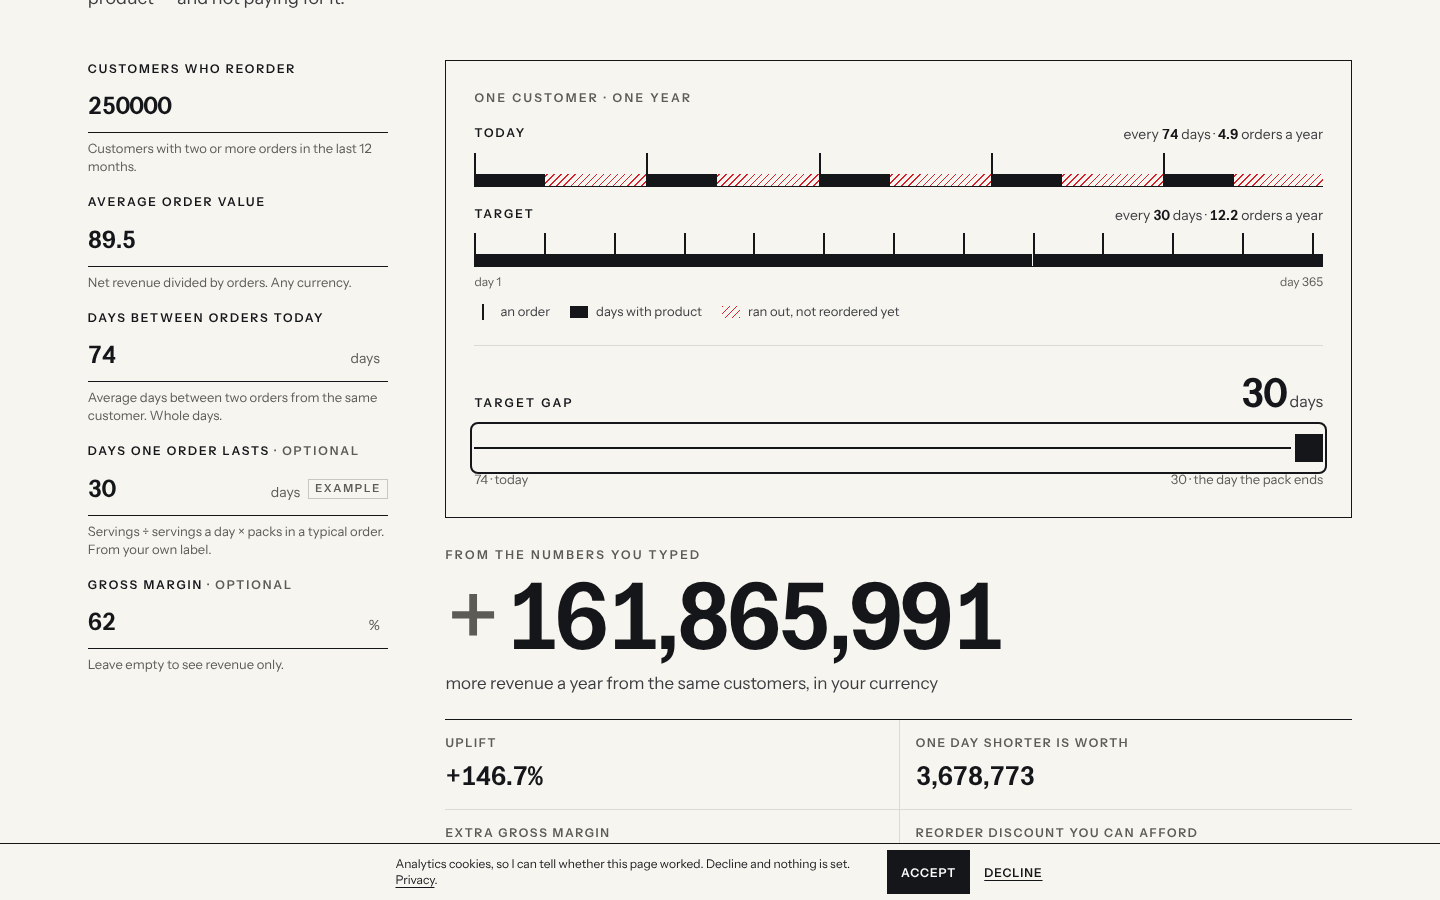 product — and not paying for it.
CUSTOMERS WHO REORDER
250000
Customers with two or more orders in the last 12
months.
AVERAGE ORDER VALUE
89.5
Net revenue divided by orders. Any currency.
DAYS BETWEEN ORDERS TODAY
74 days
Average days between two orders from the same
customer. Whole days.
DAYS ONE ORDER LASTS · OPTIONAL
30 days EXAMPLE
Servings ÷ servings a day × packs in a typical order.
From your own label.
GROSS MARGIN · OPTIONAL
62 %
Leave empty to see revenue only.
ONE CUSTOMER · ONE YEAR
TODAY every 74 days · 4.9 orders a year
TARGET every 30 days · 12.2 orders a year
day 1 day 365
an order days with product ran out, not reordered yet
TARGET GAP 30 days
74 · today 30 · the day the pack ends
FROM THE NUMBERS YOU TYPED
+161,865,991
more revenue a year from the same customers, in your currency
UPLIFT
+146.7%
ONE DAY SHORTER IS WORTH
3,678,773
EXTRA GROSS MARGIN
REORDER DISCOUNT YOU CAN AFFORD
Analytics cookies, so I can tell whether this page worked. Decline and nothing is set.
Privacy.
ACCEPT DECLINE